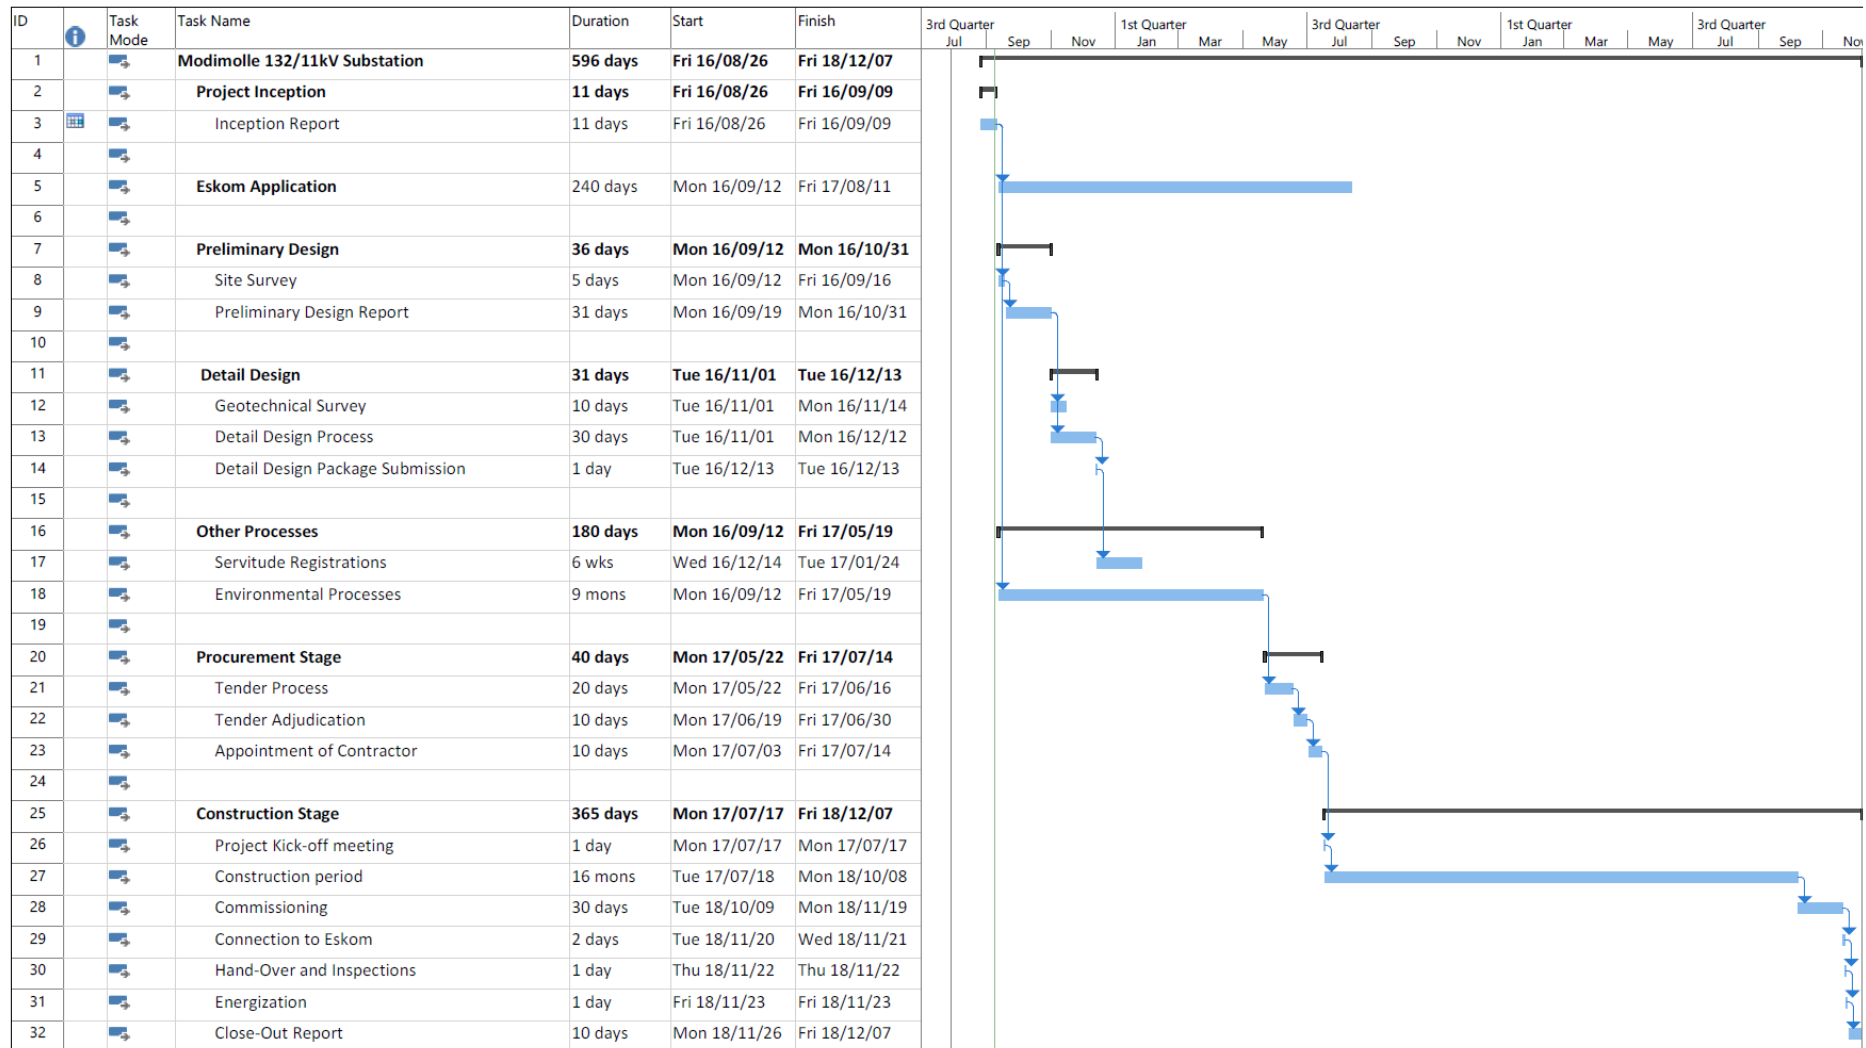 ID Task Mode Task Name Duration Start Finish 3rd Quarter 1st Quarter 3rd Quarter 1st Quarter 3rd Quarter
Jul Sep Nov Jan Mar May Jul Sep Nov Jan Mar May Jul Sep Nov
1 Modimolle 132/11kV Substation 596 days Fri 16/08/26 Fri 18/12/07
2 Project Inception 11 days Fri 16/08/26 Fri 16/09/09
3 Inception Report 11 days Fri 16/08/26 Fri 16/09/09
4
5 Eskom Application 240 days Mon 16/09/12 Fri 17/08/11
6
7 Preliminary Design 36 days Mon 16/09/12 Mon 16/10/31
8 Site Survey 5 days Mon 16/09/12 Fri 16/09/16
9 Preliminary Design Report 31 days Mon 16/09/19 Mon 16/10/31
10
11 Detail Design 31 days Tue 16/11/01 Tue 16/12/13
12 Geotechnical Survey 10 days Tue 16/11/01 Mon 16/11/14
13 Detail Design Process 30 days Tue 16/11/01 Mon 16/12/12
14 Detail Design Package Submission 1 day Tue 16/12/13 Tue 16/12/13
15
16 Other Processes 180 days Mon 16/09/12 Fri 17/05/19
17 Servitude Registrations 6 wks Wed 16/12/14 Tue 17/01/24
18 Environmental Processes 9 mons Mon 16/09/12 Fri 17/05/19
19
20 Procurement Stage 40 days Mon 17/05/22 Fri 17/07/14
21 Tender Process 20 days Mon 17/05/22 Fri 17/06/16
22 Tender Adjudication 10 days Mon 17/06/19 Fri 17/06/30
23 Appointment of Contractor 10 days Mon 17/07/03 Fri 17/07/14
24
25 Construction Stage 365 days Mon 17/07/17 Fri 18/12/07
26 Project Kick-off meeting 1 day Mon 17/07/17 Mon 17/07/17
27 Construction period 16 mons Tue 17/07/18 Mon 18/10/08
28 Commissioning 30 days Tue 18/10/09 Mon 18/11/19
29 Connection to Eskom 2 days Tue 18/11/20 Wed 18/11/21
30 Hand-Over and Inspections 1 day Thu 18/11/22 Thu 18/11/22
31 Energization 1 day Fri 18/11/23 Fri 18/11/23
32 Close-Out Report 10 days Mon 18/11/26 Fri 18/12/07